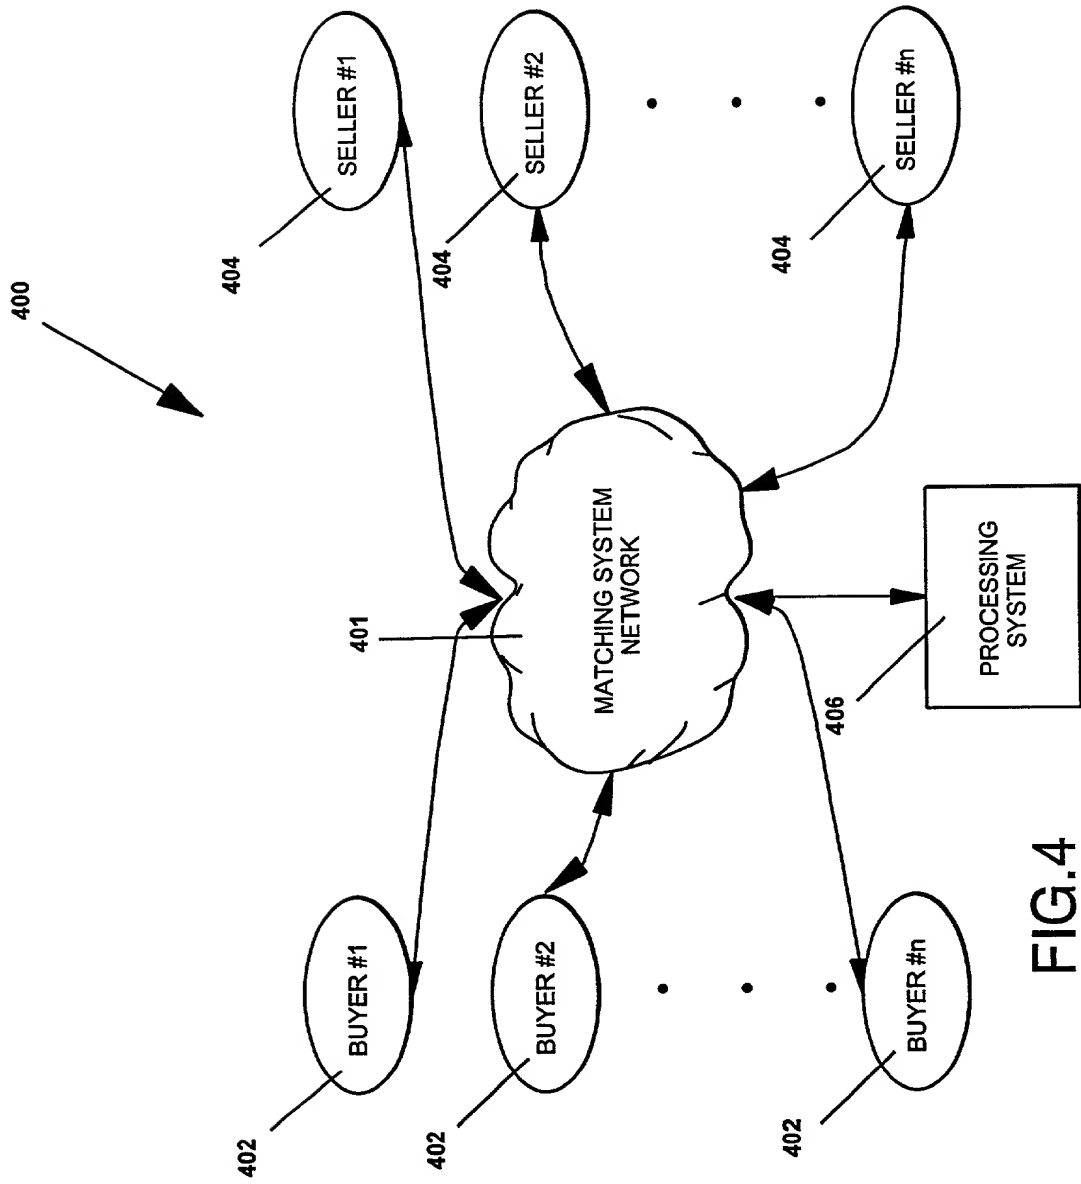 400
402
BUYER #1
404
SELLER #1
402
BUYER #2
404
SELLER #2
401
MATCHING SYSTEM
NETWORK
402
BUYER #n
404
SELLER #n
406
PROCESSING
SYSTEM
FIG.4